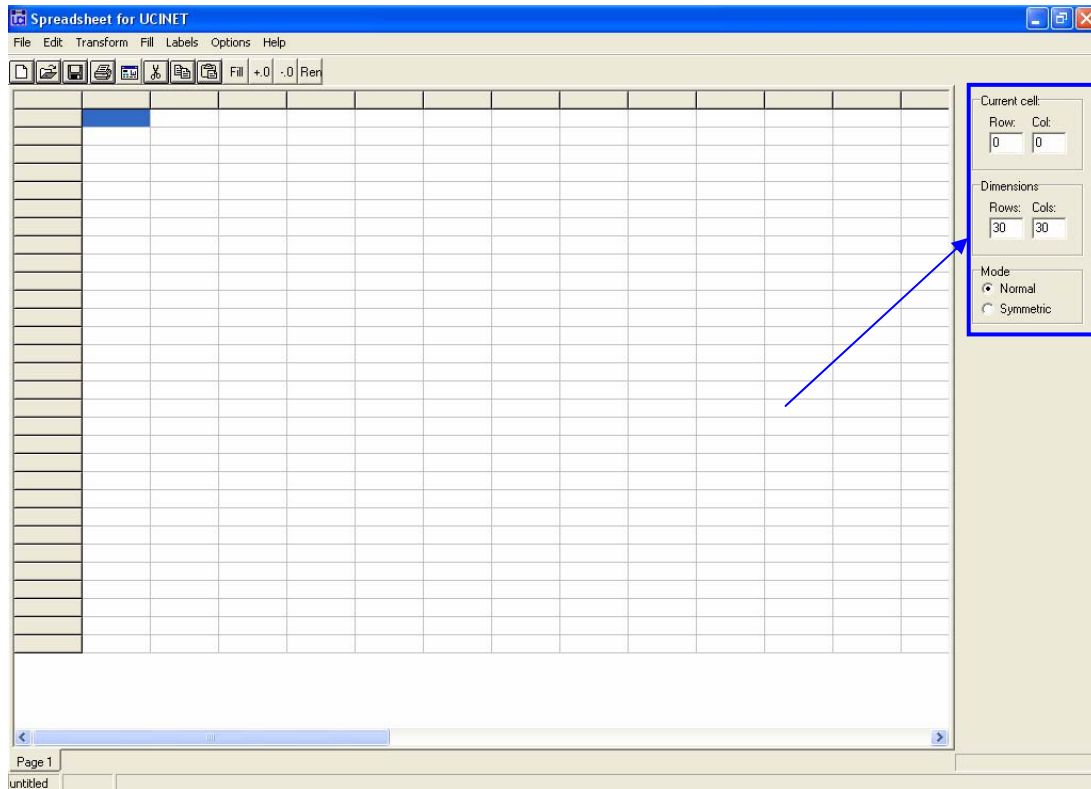 Spreadsheet for UCINET
File Edit Transform Fill Labels Options Help
Fill +.0 -.0 Ren
Current cell:
Row: Col:
0 0
Dimensions
Rows: Cols:
30 30
Mode
Normal
Symmetric
Page 1
untitled